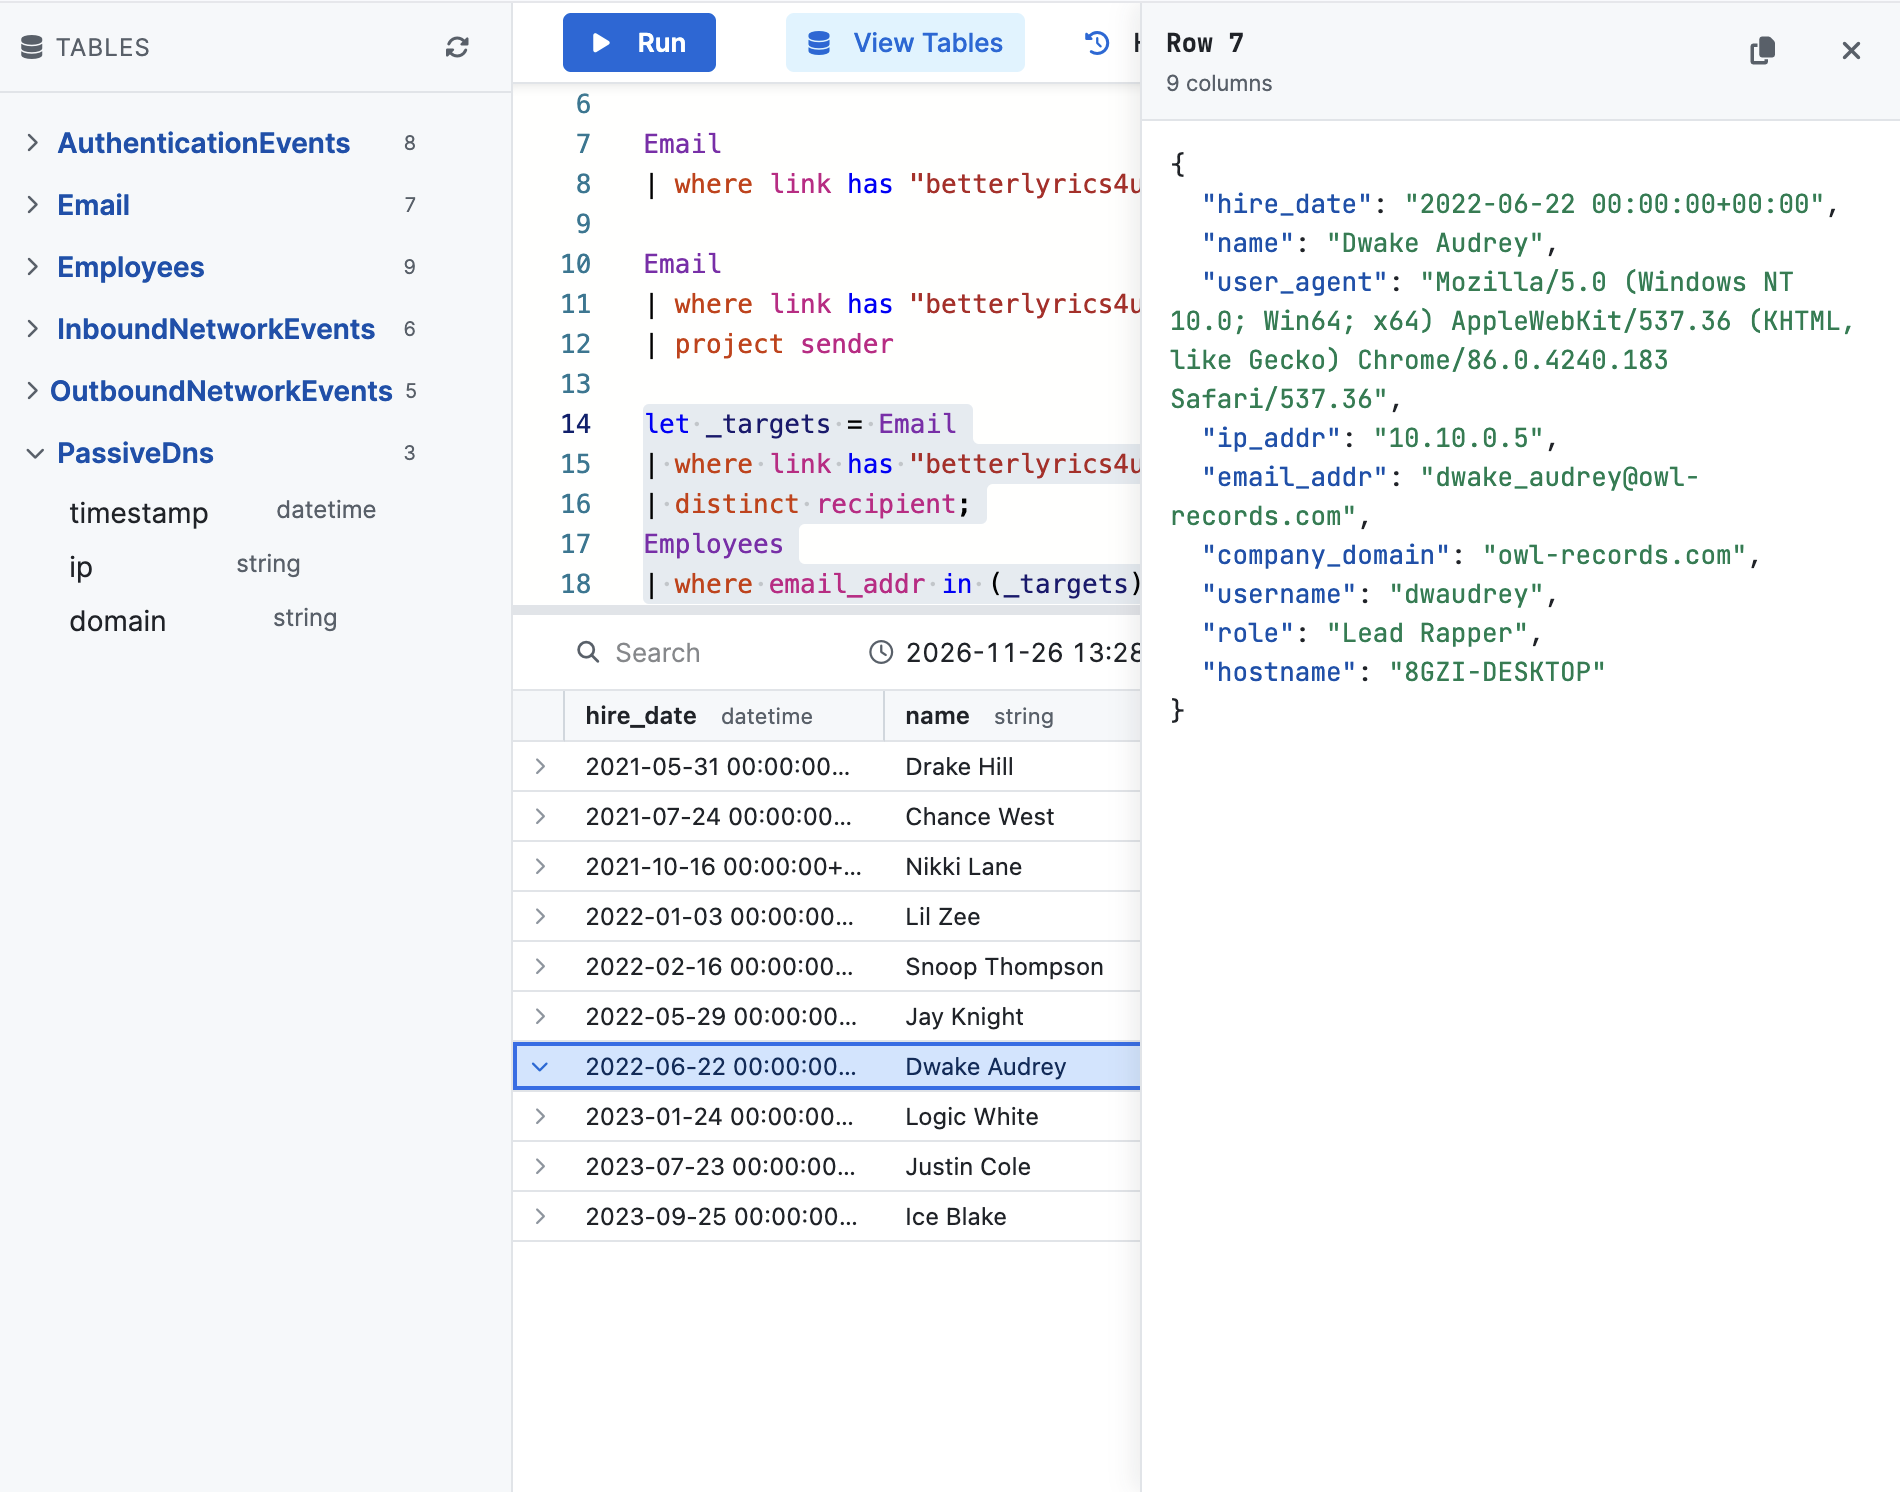 TABLES
AuthenticationEvents 8
Email 7
Employees 9
InboundNetworkEvents 6
OutboundNetworkEvents 5
PassiveDns 3
timestamp datetime
ip string
domain string
Run View Tables
6
7 Email
8 | where link has "betterlyrics4u
9
10 Email
11 | where link has "betterlyrics4u
12 | project sender
13
14 let _targets = Email
15 | where link has "betterlyrics4u
16 | distinct recipient;
17 Employees
18 | where email_addr in (_targets)
Search 2026-11-26 13:28
hire_date datetime name string
2021-05-31 00:00:00... Drake Hill
2021-07-24 00:00:00... Chance West
2021-10-16 00:00:00+... Nikki Lane
2022-01-03 00:00:00... Lil Zee
2022-02-16 00:00:00... Snoop Thompson
2022-05-29 00:00:00... Jay Knight
2022-06-22 00:00:00... Dwake Audrey
2023-01-24 00:00:00... Logic White
2023-07-23 00:00:00... Justin Cole
2023-09-25 00:00:00... Ice Blake
Row 7
9 columns
{
"hire_date": "2022-06-22 00:00:00+00:00",
"name": "Dwake Audrey",
"user_agent": "Mozilla/5.0 (Windows NT
10.0; Win64; x64) AppleWebKit/537.36 (KHTML,
like Gecko) Chrome/86.0.4240.183
Safari/537.36",
"ip_addr": "10.10.0.5",
"email_addr": "dwake_audrey@owl-
records.com",
"company_domain": "owl-records.com",
"username": "dwaudrey",
"role": "Lead Rapper",
"hostname": "8GZI-DESKTOP"
}